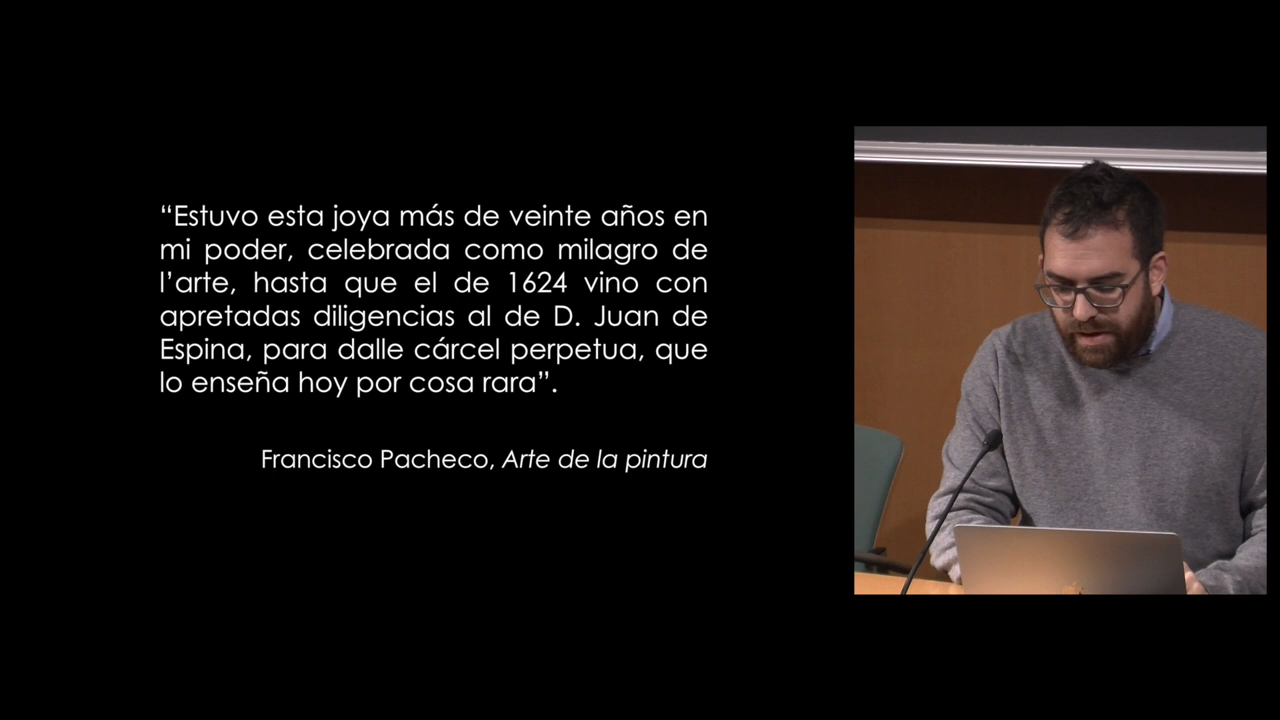 “Estuvo esta joya más de veinte años en
mi poder, celebrada como milagro de
l’arte, hasta que el de 1624 vino con
apretadas diligencias al de D. Juan de
Espina, para dalle cárcel perpetua, que
lo enseña hoy por cosa rara”.
Francisco Pacheco, Arte de la pintura